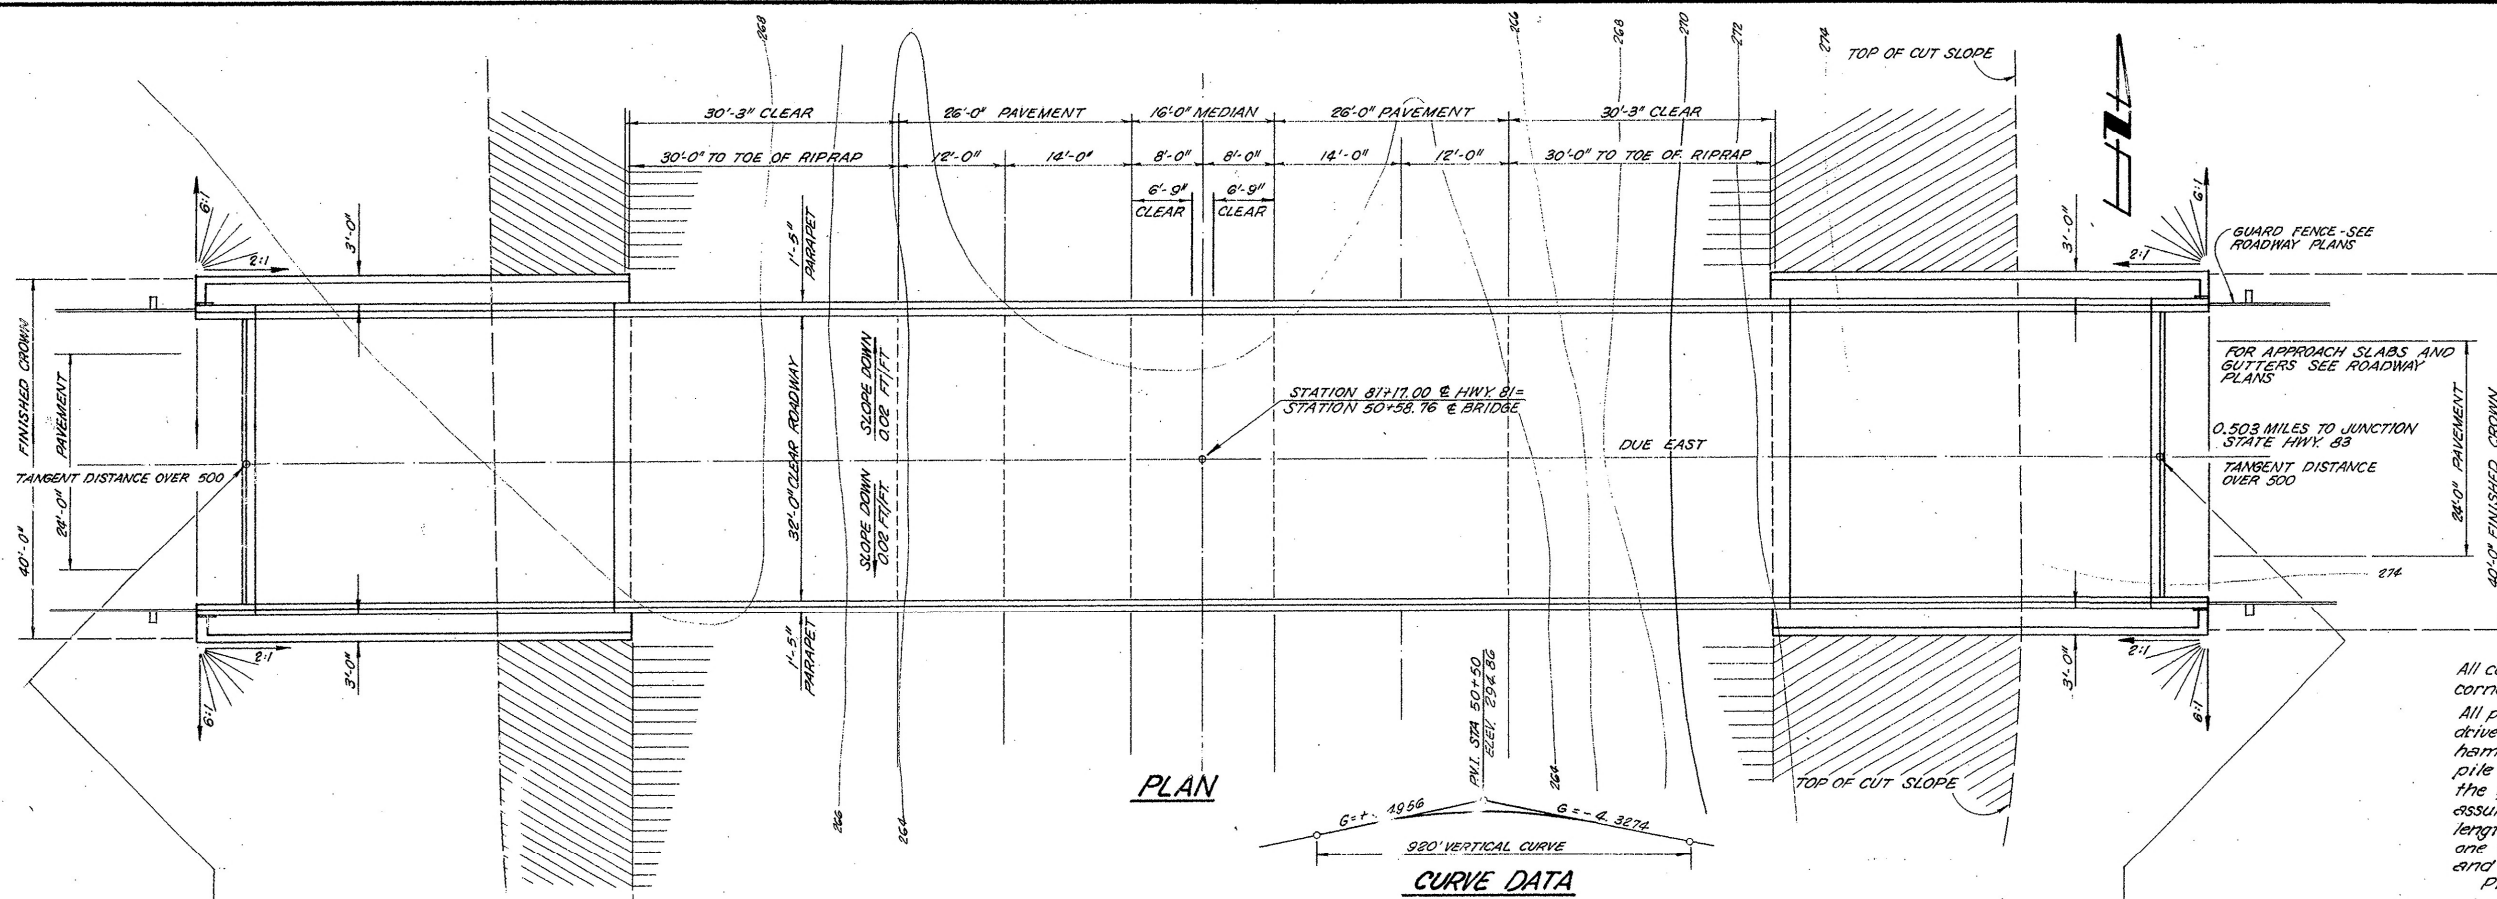 268
266
268
270
272
274
TOP OF CUT SLOPE
30'-3" CLEAR
26'-0" PAVEMENT
16'-0" MEDIAN
26'-0" PAVEMENT
30'-3" CLEAR
30'-0" TO TOE OF RIPRAP
12'-0"
14'-0"
8'-0"
8'-0"
14'-0"
12'-0"
30'-0" TO TOE OF RIPRAP
6'-9"
CLEAR
6'-9"
CLEAR
6:1
2:1
3'-0"
1'-5"
PARAPET
3'-0"
6:1
2:1
GUARD FENCE-SEE
ROADWAY PLANS
40'-0" FINISHED CROWN
24'-0" PAVEMENT
TANGENT DISTANCE OVER 500
32'-0" CLEAR ROADWAY
SLOPE DOWN
0.02 FT/FT
SLOPE DOWN
0.02 FT/FT.
STATION 81+17.00 ℄ HWY. 81=
STATION 50+58.76 ℄ BRIDGE
DUE EAST
FOR APPROACH SLABS AND
GUTTERS SEE ROADWAY
PLANS
0.503 MILES TO JUNCTION
STATE HWY. 83
TANGENT DISTANCE
OVER 500
24'-0" PAVEMENT
40'-0" FINISHED CROWN
274
2:1
6:1
3'-0"
1'-5"
PARAPET
3'-0"
2:1
6:1
266
264
264
PLAN
P.V.I. STA 50+50
ELEV. 294.86
G=+ .1956
G=-4.3274
920' VERTICAL CURVE
CURVE DATA
TOP OF CUT SLOPE
All
All
drive
pile
the
one
and